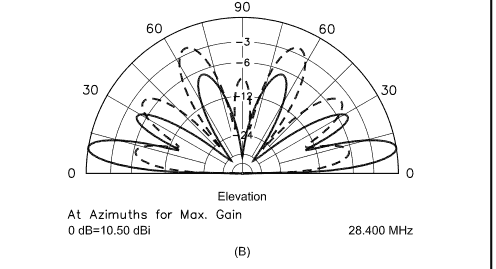 90
60
60
-3
-6
30
30
-12
-24
0
0
Elevation
At Azimuths for Max. Gain
0 dB=10.50 dBi
28.400 MHz
(B)